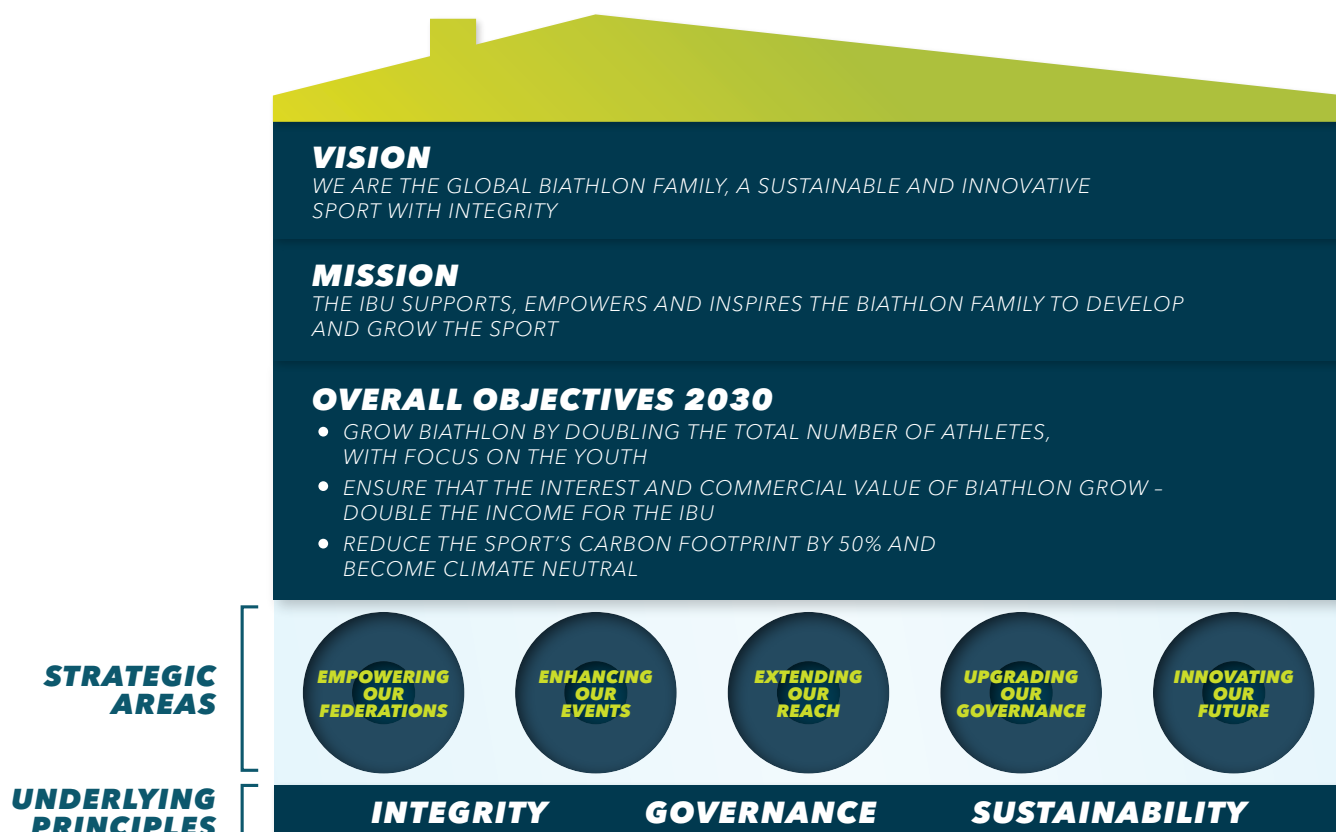 VISION
WE ARE THE GLOBAL BIATHLON FAMILY, A SUSTAINABLE AND INNOVATIVE
SPORT WITH INTEGRITY
MISSION
THE IBU SUPPORTS, EMPOWERS AND INSPIRES THE BIATHLON FAMILY TO DEVELOP
AND GROW THE SPORT
OVERALL OBJECTIVES 2030
• GROW BIATHLON BY DOUBLING THE TOTAL NUMBER OF ATHLETES,
WITH FOCUS ON THE YOUTH
• ENSURE THAT THE INTEREST AND COMMERCIAL VALUE OF BIATHLON GROW –
DOUBLE THE INCOME FOR THE IBU
• REDUCE THE SPORT'S CARBON FOOTPRINT BY 50% AND
BECOME CLIMATE NEUTRAL
STRATEGIC
AREAS
EMPOWERING
OUR
FEDERATIONS
ENHANCING
OUR
EVENTS
EXTENDING
OUR
REACH
UPGRADING
OUR
GOVERNANCE
INNOVATING
OUR
FUTURE
UNDERLYING
PRINCIPLES
INTEGRITY
GOVERNANCE
SUSTAINABILITY